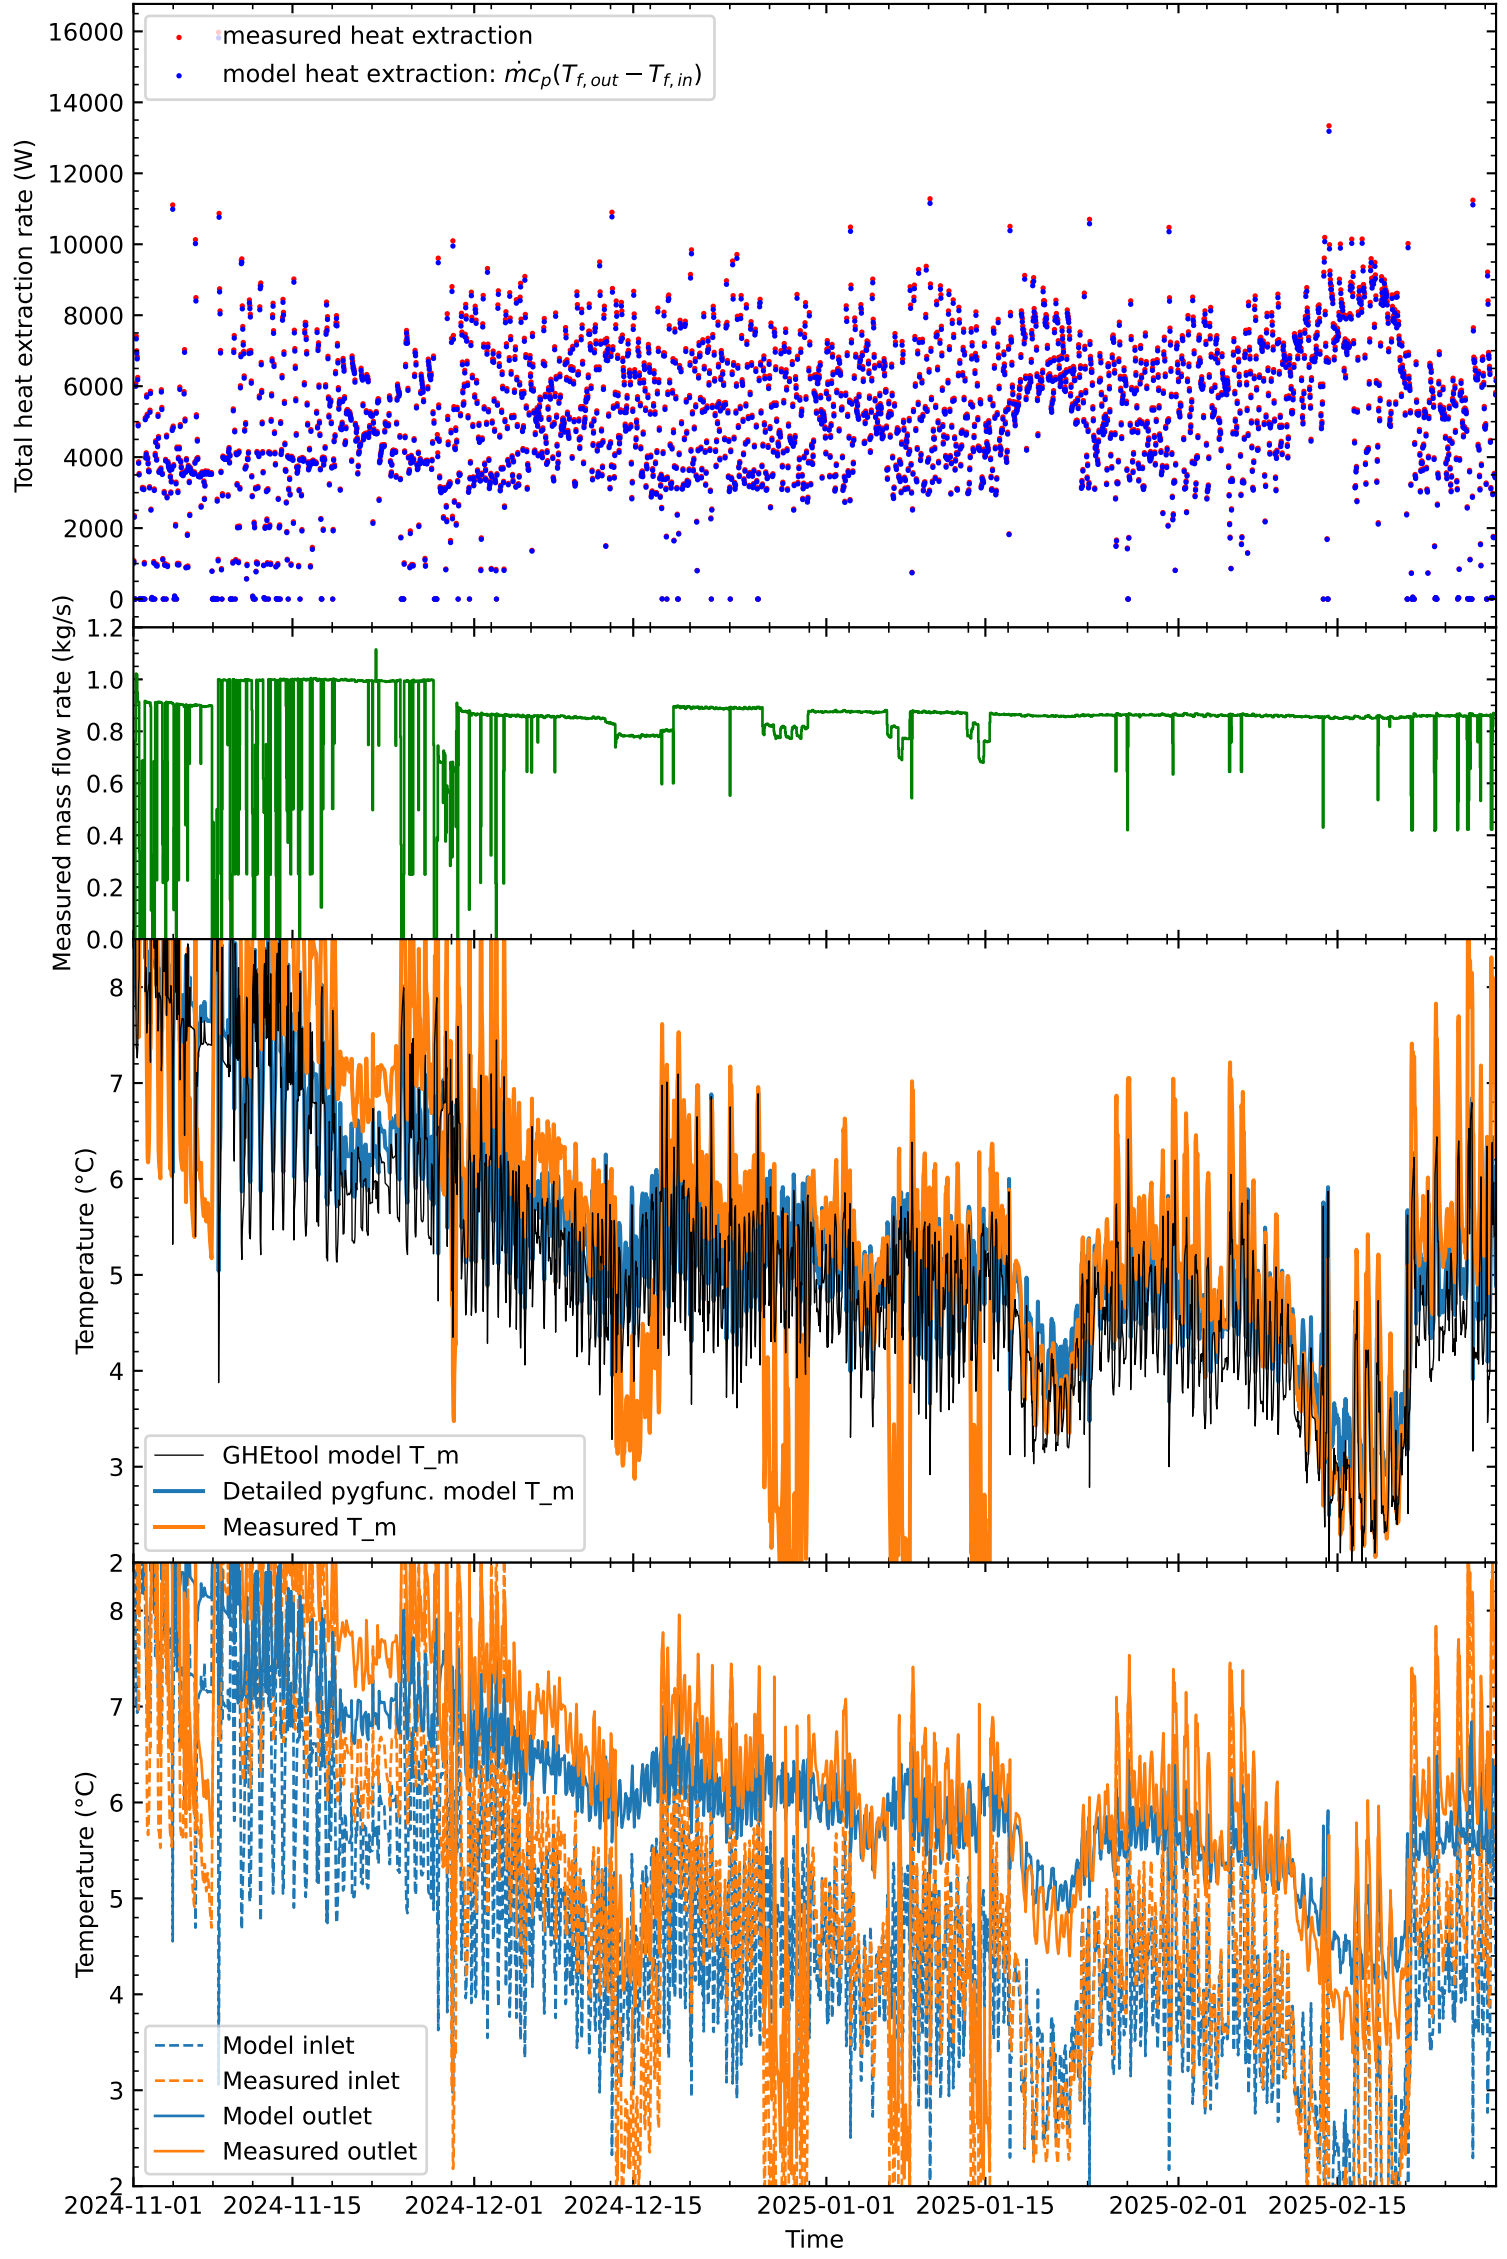 16000
14000
12000
10000
8000
6000
4000
2000
0
Total heat extraction rate (W)
measured heat extraction
model heat extraction: ṁc_p(T_{f,out} − T_{f,in})
1.2
1.0
0.8
0.6
0.4
0.2
0.0
Measured mass flow rate (kg/s)
8
7
6
5
4
3
2
Temperature (°C)
GHEtool model T_m
Detailed pygfunc. model T_m
Measured T_m
8
7
6
5
4
3
2
Temperature (°C)
Model inlet
Measured inlet
Model outlet
Measured outlet
2024-11-01 2024-11-15 2024-12-01 2024-12-15 2025-01-01 2025-01-15 2025-02-01 2025-02-15
Time